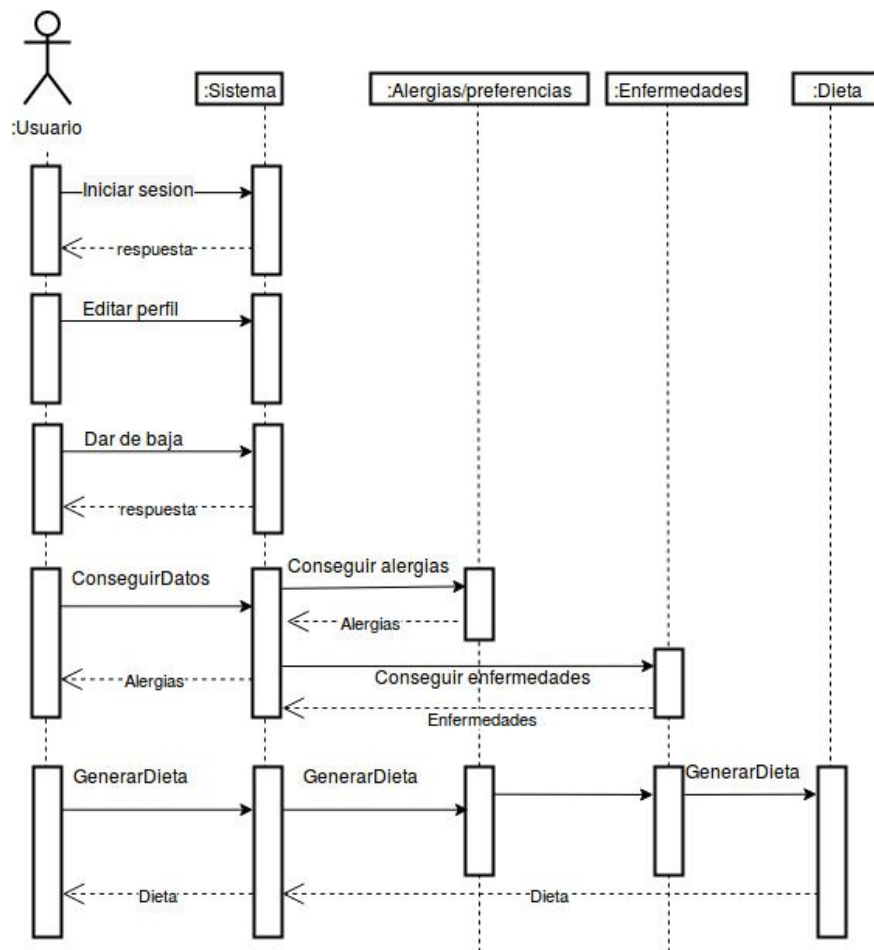 :Sistema
:Alergias/preferencias
:Enfermedades
:Dieta
:Usuario
Iniciar sesion
respuesta
Editar perfil
Dar de baja
respuesta
Conseguir alergias
ConseguirDatos
Alergias
Conseguir enfermedades
Alergias
Enfermedades
GenerarDieta
GenerarDieta
GenerarDieta
Dieta
Dieta